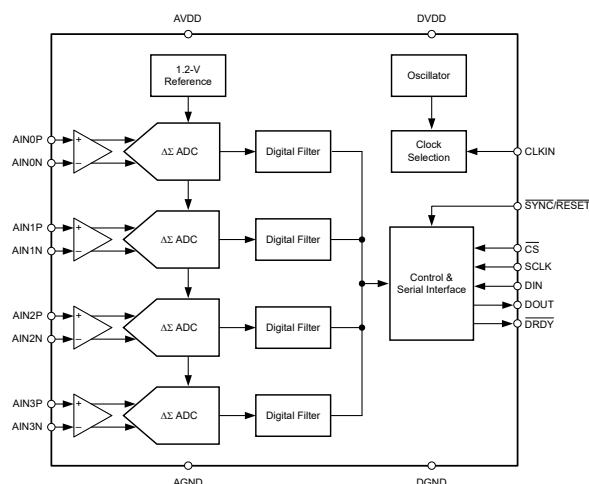 AVDD
DVDD
1.2-V
Reference
Oscillator
AIN0P
+
AIN0N
−
ΔΣ ADC
Digital Filter
Clock
Selection
CLKIN
SYNC/RESET
AIN1P
+
AIN1N
−
ΔΣ ADC
Digital Filter
Control &
Serial Interface
CS
SCLK
DIN
DOUT
DRDY
AIN2P
+
AIN2N
−
ΔΣ ADC
Digital Filter
AIN3P
+
AIN3N
−
ΔΣ ADC
Digital Filter
AGND
DGND